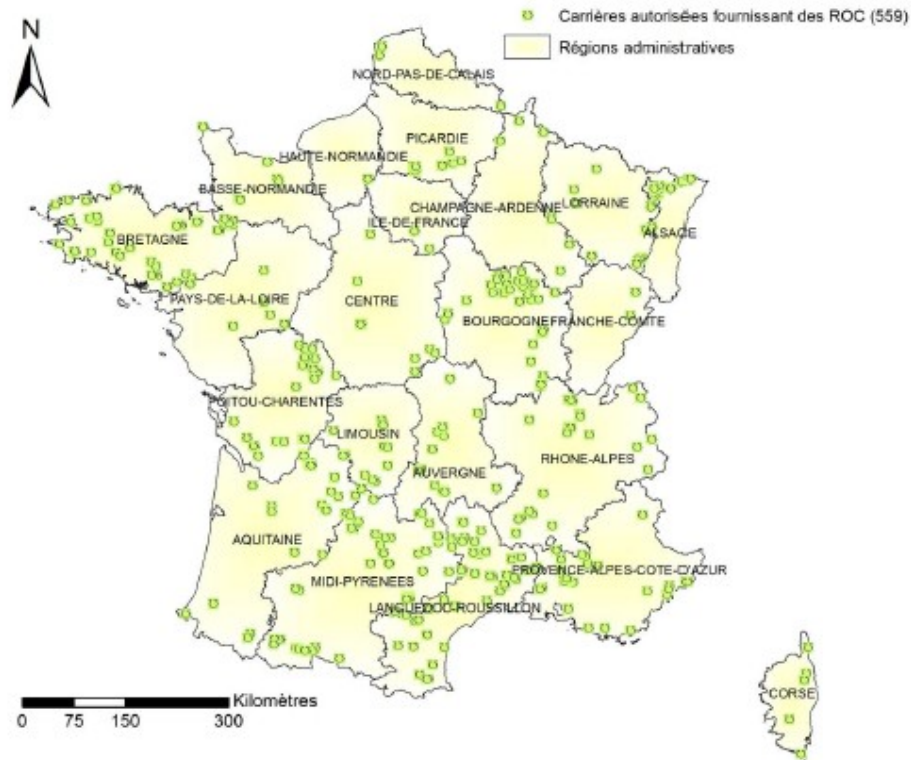 N
Carrières autorisées fournissant des ROC (559)
Régions administratives
NORD-PAS-DE-CALAIS
PICARDIE
HAUTE-NORMANDIE
BASSE-NORMANDIE
ILE-DE-FRANCE
CHAMPAGNE-ARDENNE
LORRAINE
ALSACE
BRETAGNE
PAYS-DE-LA-LOIRE
CENTRE
BOURGOGNE
FRANCHE-COMTE
POITOU-CHARENTES
LIMOUSIN
AUVERGNE
RHONE-ALPES
AQUITAINE
MIDI-PYRENEES
LANGUEDOC-ROUSSILLON
PROVENCE-ALPES-COTE-D'AZUR
CORSE
Kilomètres
0 75 150 300